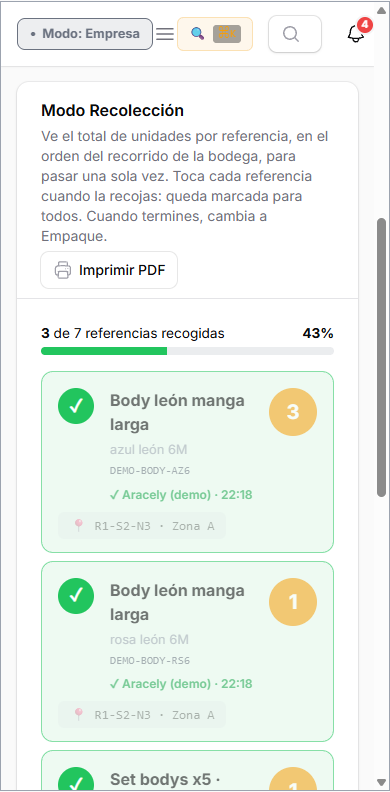 • Modo: Empresa
4
Modo Recolección
Ve el total de unidades por referencia, en el
orden del recorrido de la bodega, para
pasar una sola vez. Toca cada referencia
cuando la recojas: queda marcada para
todos. Cuando termines, cambia a
Empaque.
Imprimir PDF
3 de 7 referencias recogidas
43%
Body león manga
larga
3
azul león 6M
DEMO-BODY-AZ6
✓ Aracely (demo) · 22:18
R1-S2-N3 · Zona A
Body león manga
larga
1
rosa león 6M
DEMO-BODY-RS6
✓ Aracely (demo) · 22:18
R1-S2-N3 · Zona A
Set bodys x5 ·
1